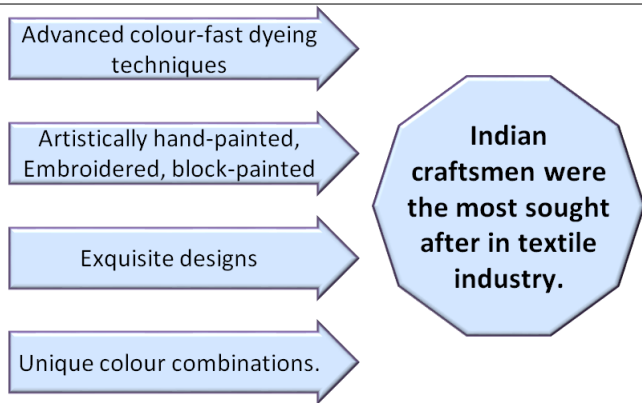 Advanced colour-fast dyeing
techniques
Artistically hand-painted,
Embroidered, block-painted
Exquisite designs
Unique colour combinations.
Indian
craftsmen were
the most sought
after in textile
industry.